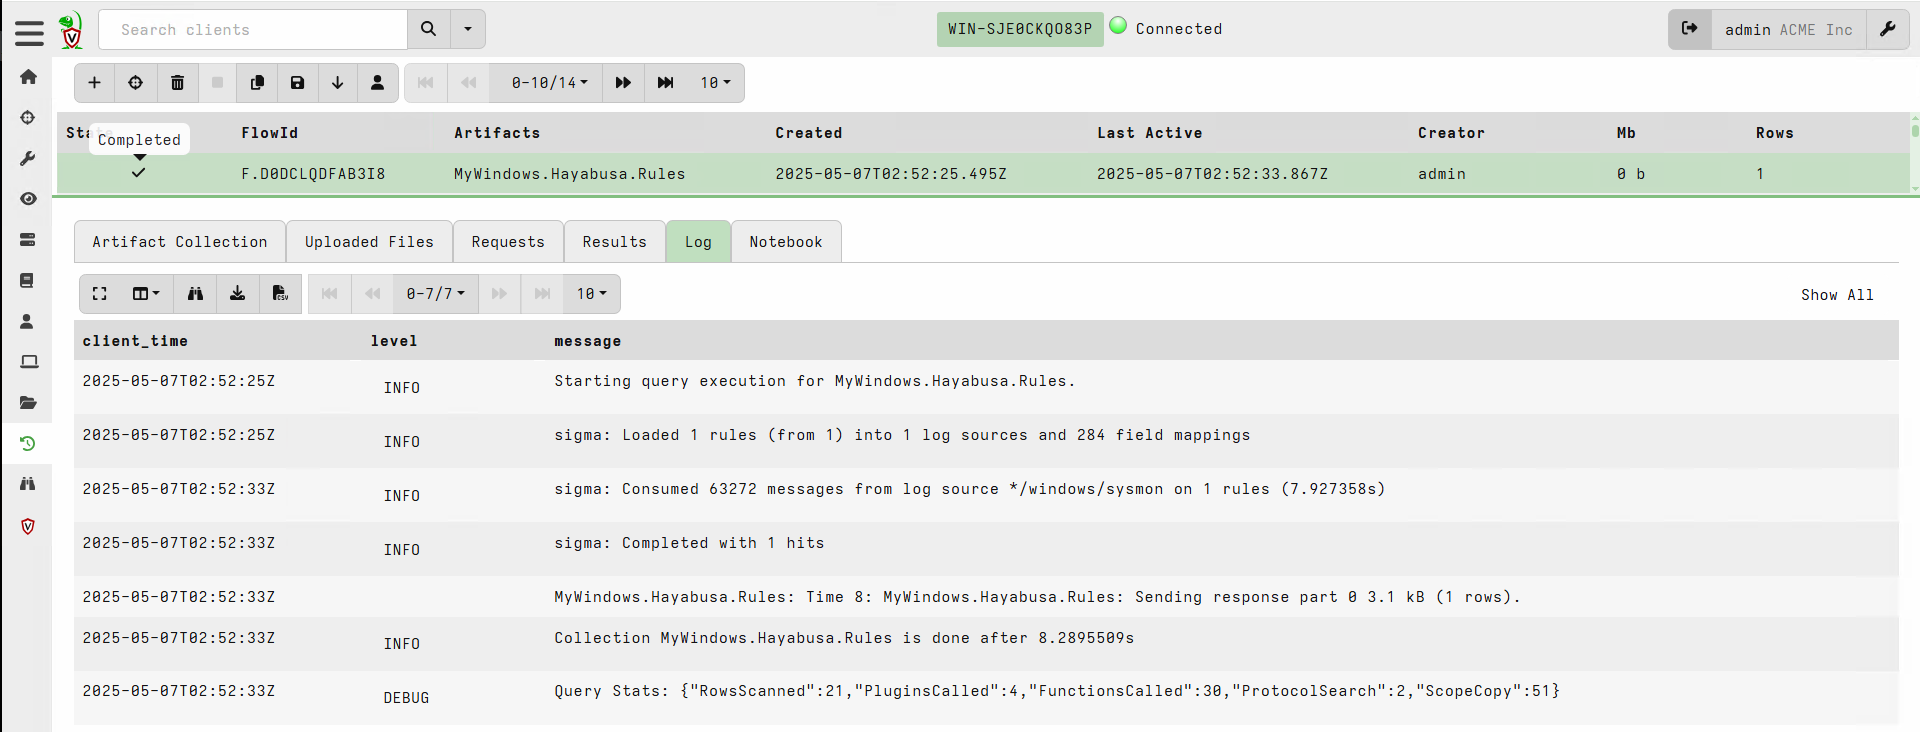 Search clients
WIN-SJE0CKQO83P
Connected
admin ACME Inc
0-10/14
10
FlowId Artifacts Created Last Active Creator Mb Rows
Completed
F.D0DCLQDFAB3I8 MyWindows.Hayabusa.Rules 2025-05-07T02:52:25.495Z 2025-05-07T02:52:33.867Z admin 0 b 1
Artifact Collection Uploaded Files Requests Results Log Notebook
0-7/7
10
Show All
client_time level message
2025-05-07T02:52:25Z INFO Starting query execution for MyWindows.Hayabusa.Rules.
2025-05-07T02:52:25Z INFO sigma: Loaded 1 rules (from 1) into 1 log sources and 284 field mappings
2025-05-07T02:52:33Z INFO sigma: Consumed 63272 messages from log source */windows/sysmon on 1 rules (7.927358s)
2025-05-07T02:52:33Z INFO sigma: Completed with 1 hits
2025-05-07T02:52:33Z MyWindows.Hayabusa.Rules: Time 8: MyWindows.Hayabusa.Rules: Sending response part 0 3.1 kB (1 rows).
2025-05-07T02:52:33Z INFO Collection MyWindows.Hayabusa.Rules is done after 8.2895509s
2025-05-07T02:52:33Z DEBUG Query Stats: {"RowsScanned":21,"PluginsCalled":4,"FunctionsCalled":30,"ProtocolSearch":2,"ScopeCopy":51}